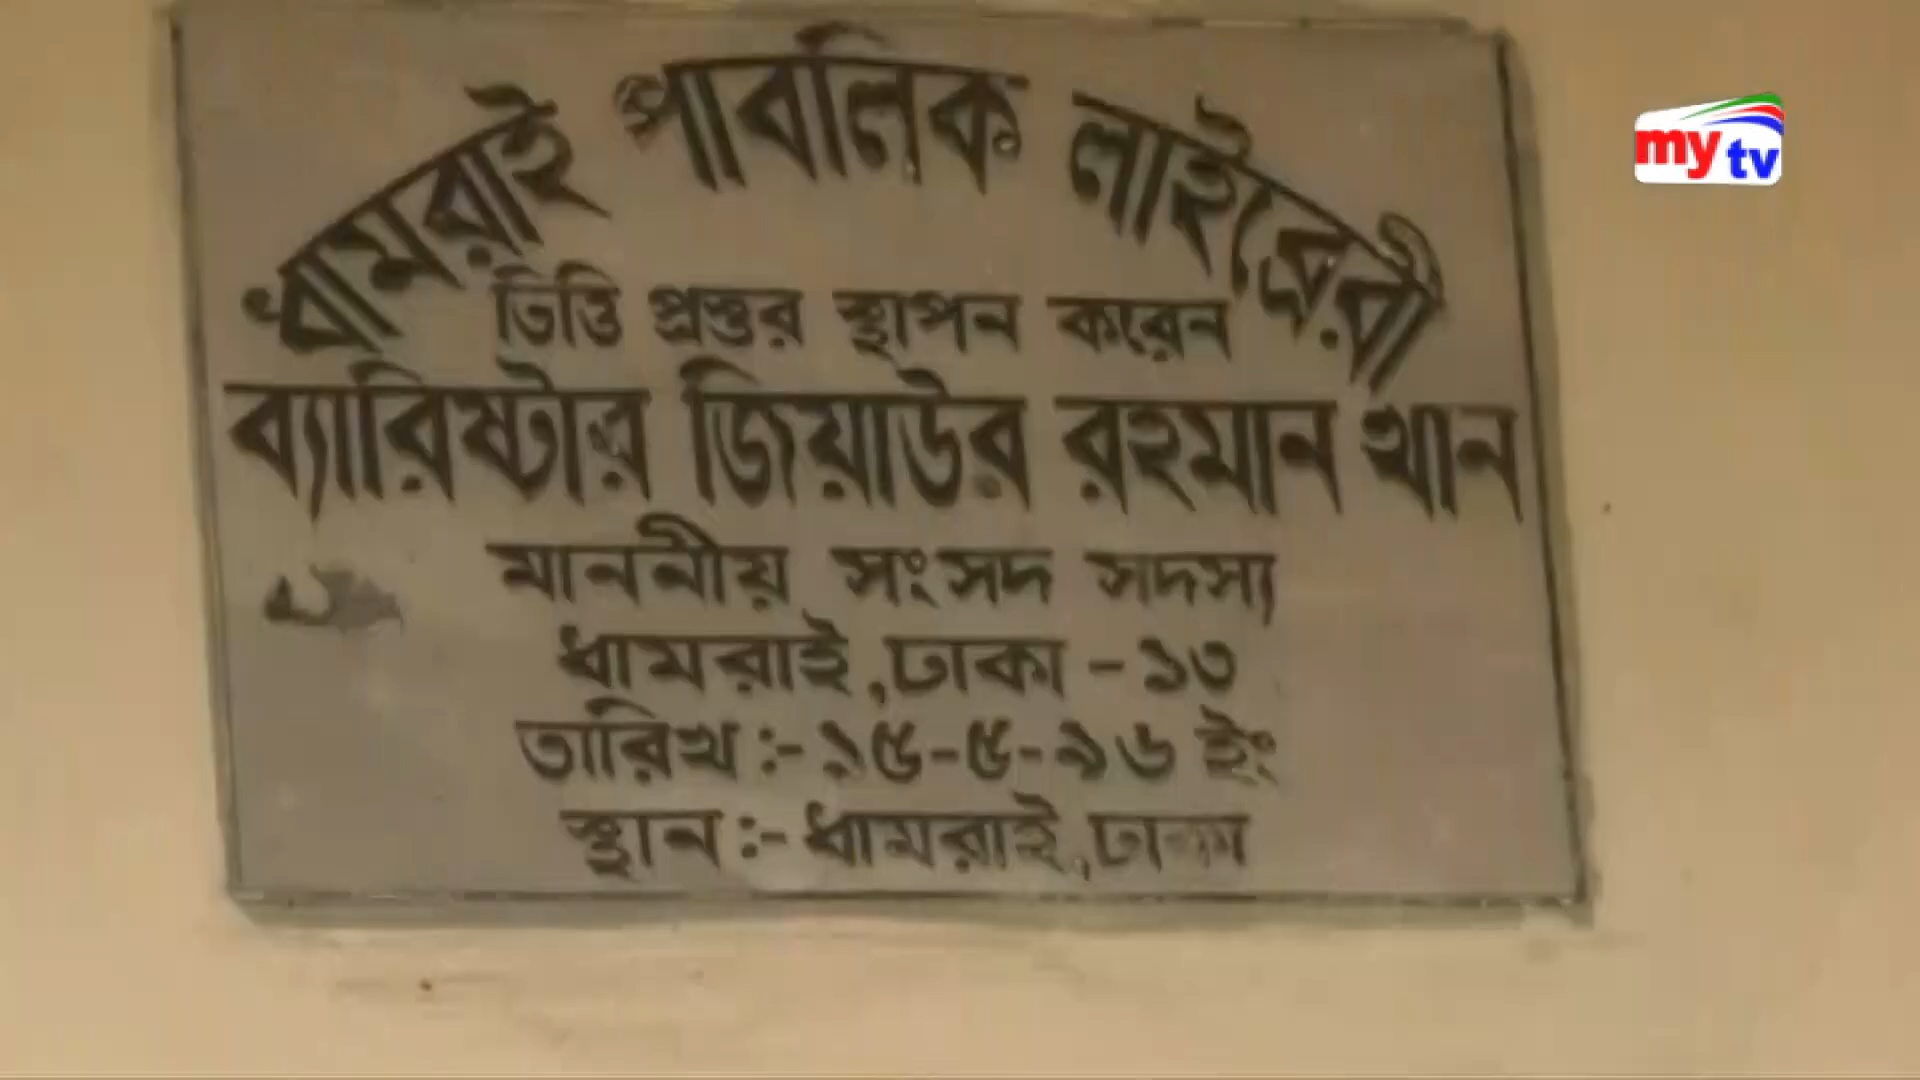 ধামরাই পাবলিক লাইব্রেরী
ভিত্তি প্রস্তুর স্থাপন করেন
ব্যারিষ্টার জিয়াউর রহমান খান
মাননীয় সংসদ সদস্য
ধামরাই, ঢাকা - ১৩
তারিখ :- ১৫-৫-৯৬ ইং
স্থান :- ধামরাই, ঢাকা
my tv